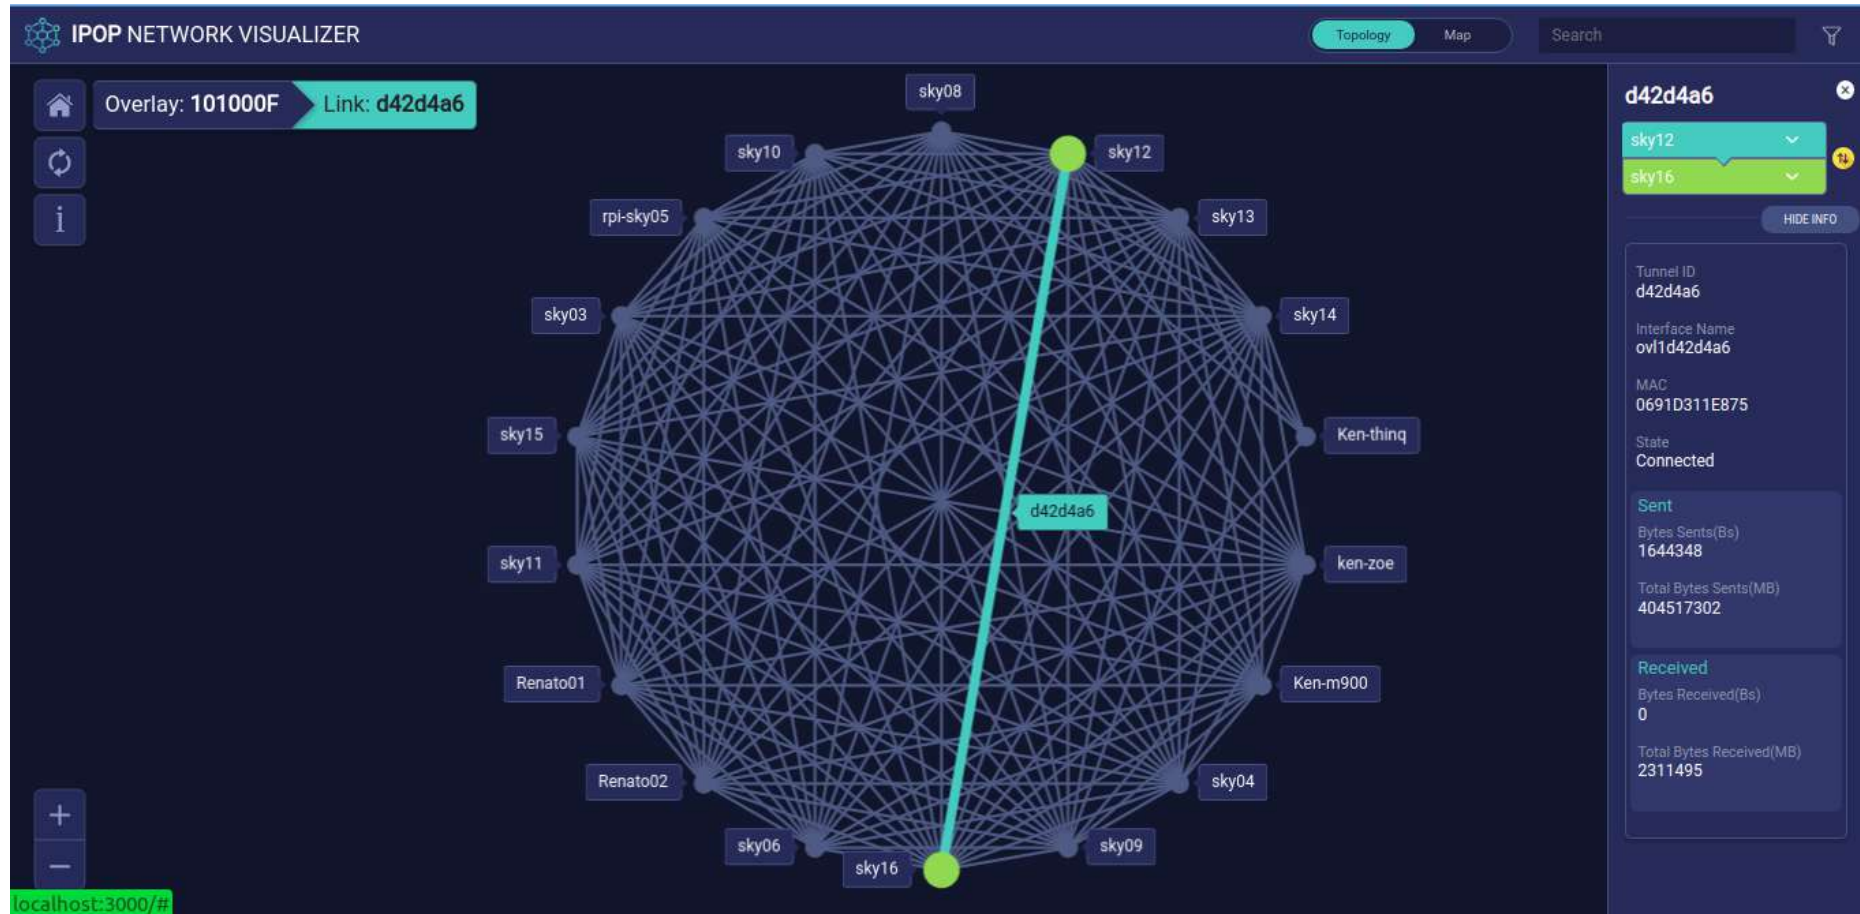 IPOP NETWORK VISUALIZER
Topology
Map
Search
Overlay: 101000F
Link: d42d4a6
i
sky08
sky10
sky12
rpi-sky05
sky13
sky03
sky14
sky15
Ken-thinq
d42d4a6
sky11
ken-zoe
Renato01
Ken-m900
Renato02
sky04
sky06
sky09
sky16
+
−
localhost:3000/#
d42d4a6
sky12
sky16
HIDE INFO
Tunnel ID
d42d4a6
Interface Name
ovl1d42d4a6
MAC
0691D311E875
State
Connected
Sent
Bytes Sents(Bs)
1644348
Total Bytes Sents(MB)
404517302
Received
Bytes Received(Bs)
0
Total Bytes Received(MB)
2311495